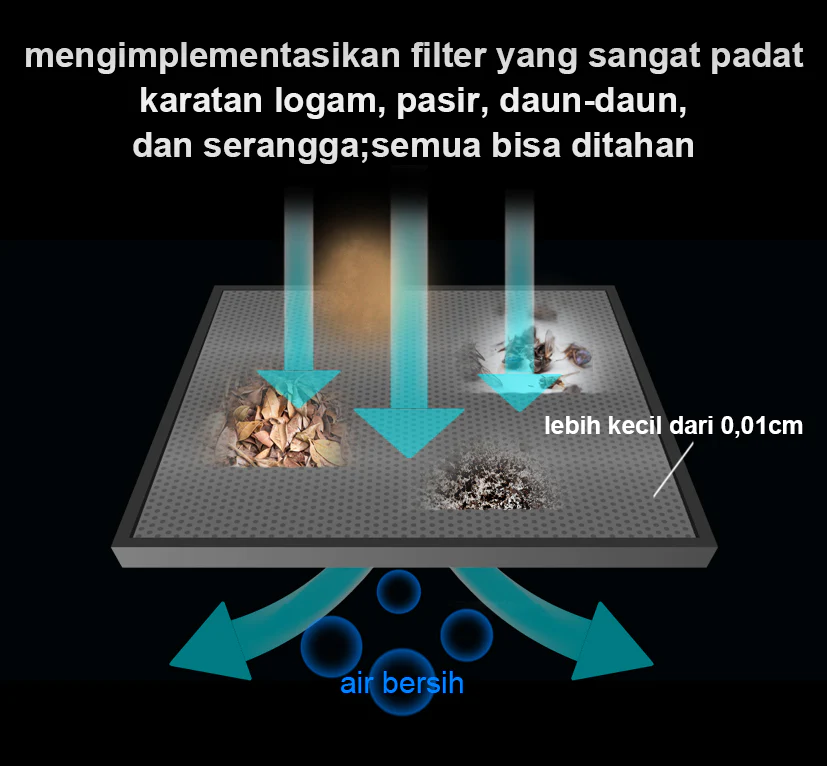 mengimplementasikan filter yang sangat padat
karatan logam, pasir, daun-daun,
dan serangga;semua bisa ditahan
lebih kecil dari 0,01cm
air bersih